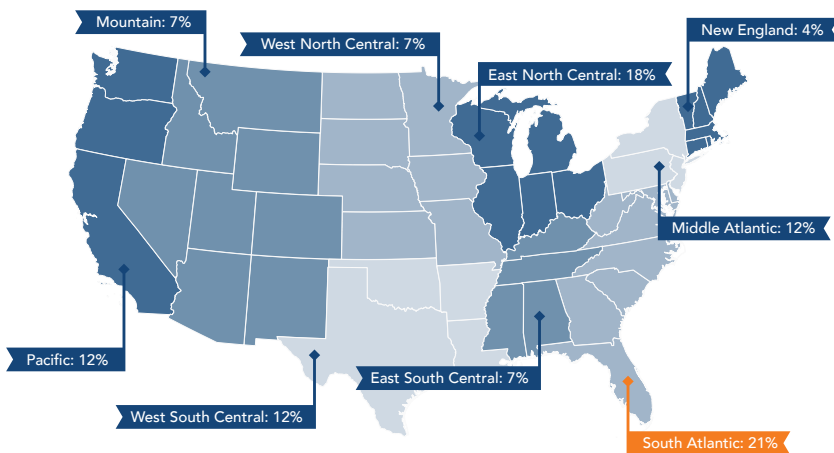 Mountain: 7%
New England: 4%
West North Central: 7%
East North Central: 18%
Middle Atlantic: 12%
Pacific: 12%
East South Central: 7%
West South Central: 12%
South Atlantic: 21%